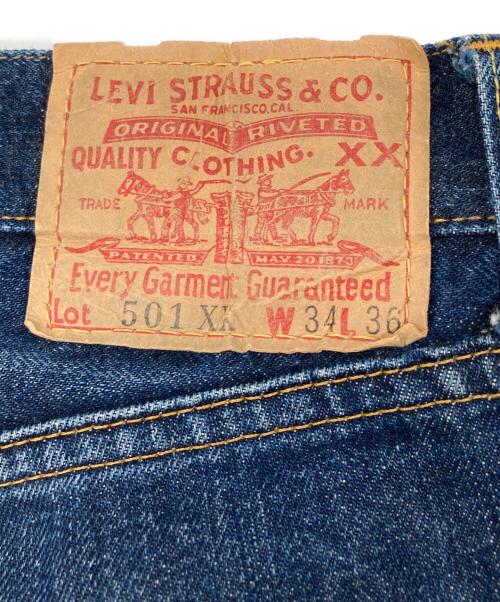 LEVI STRAUSS & CO.
SAN FRANCISCO, CAL.
ORIGINAL RIVETED
QUALITY CLOTHING. XX
TRADE MARK
PATENTED MAY 20 1873
Every Garment Guaranteed
Lot 501 XX W 34 L 36